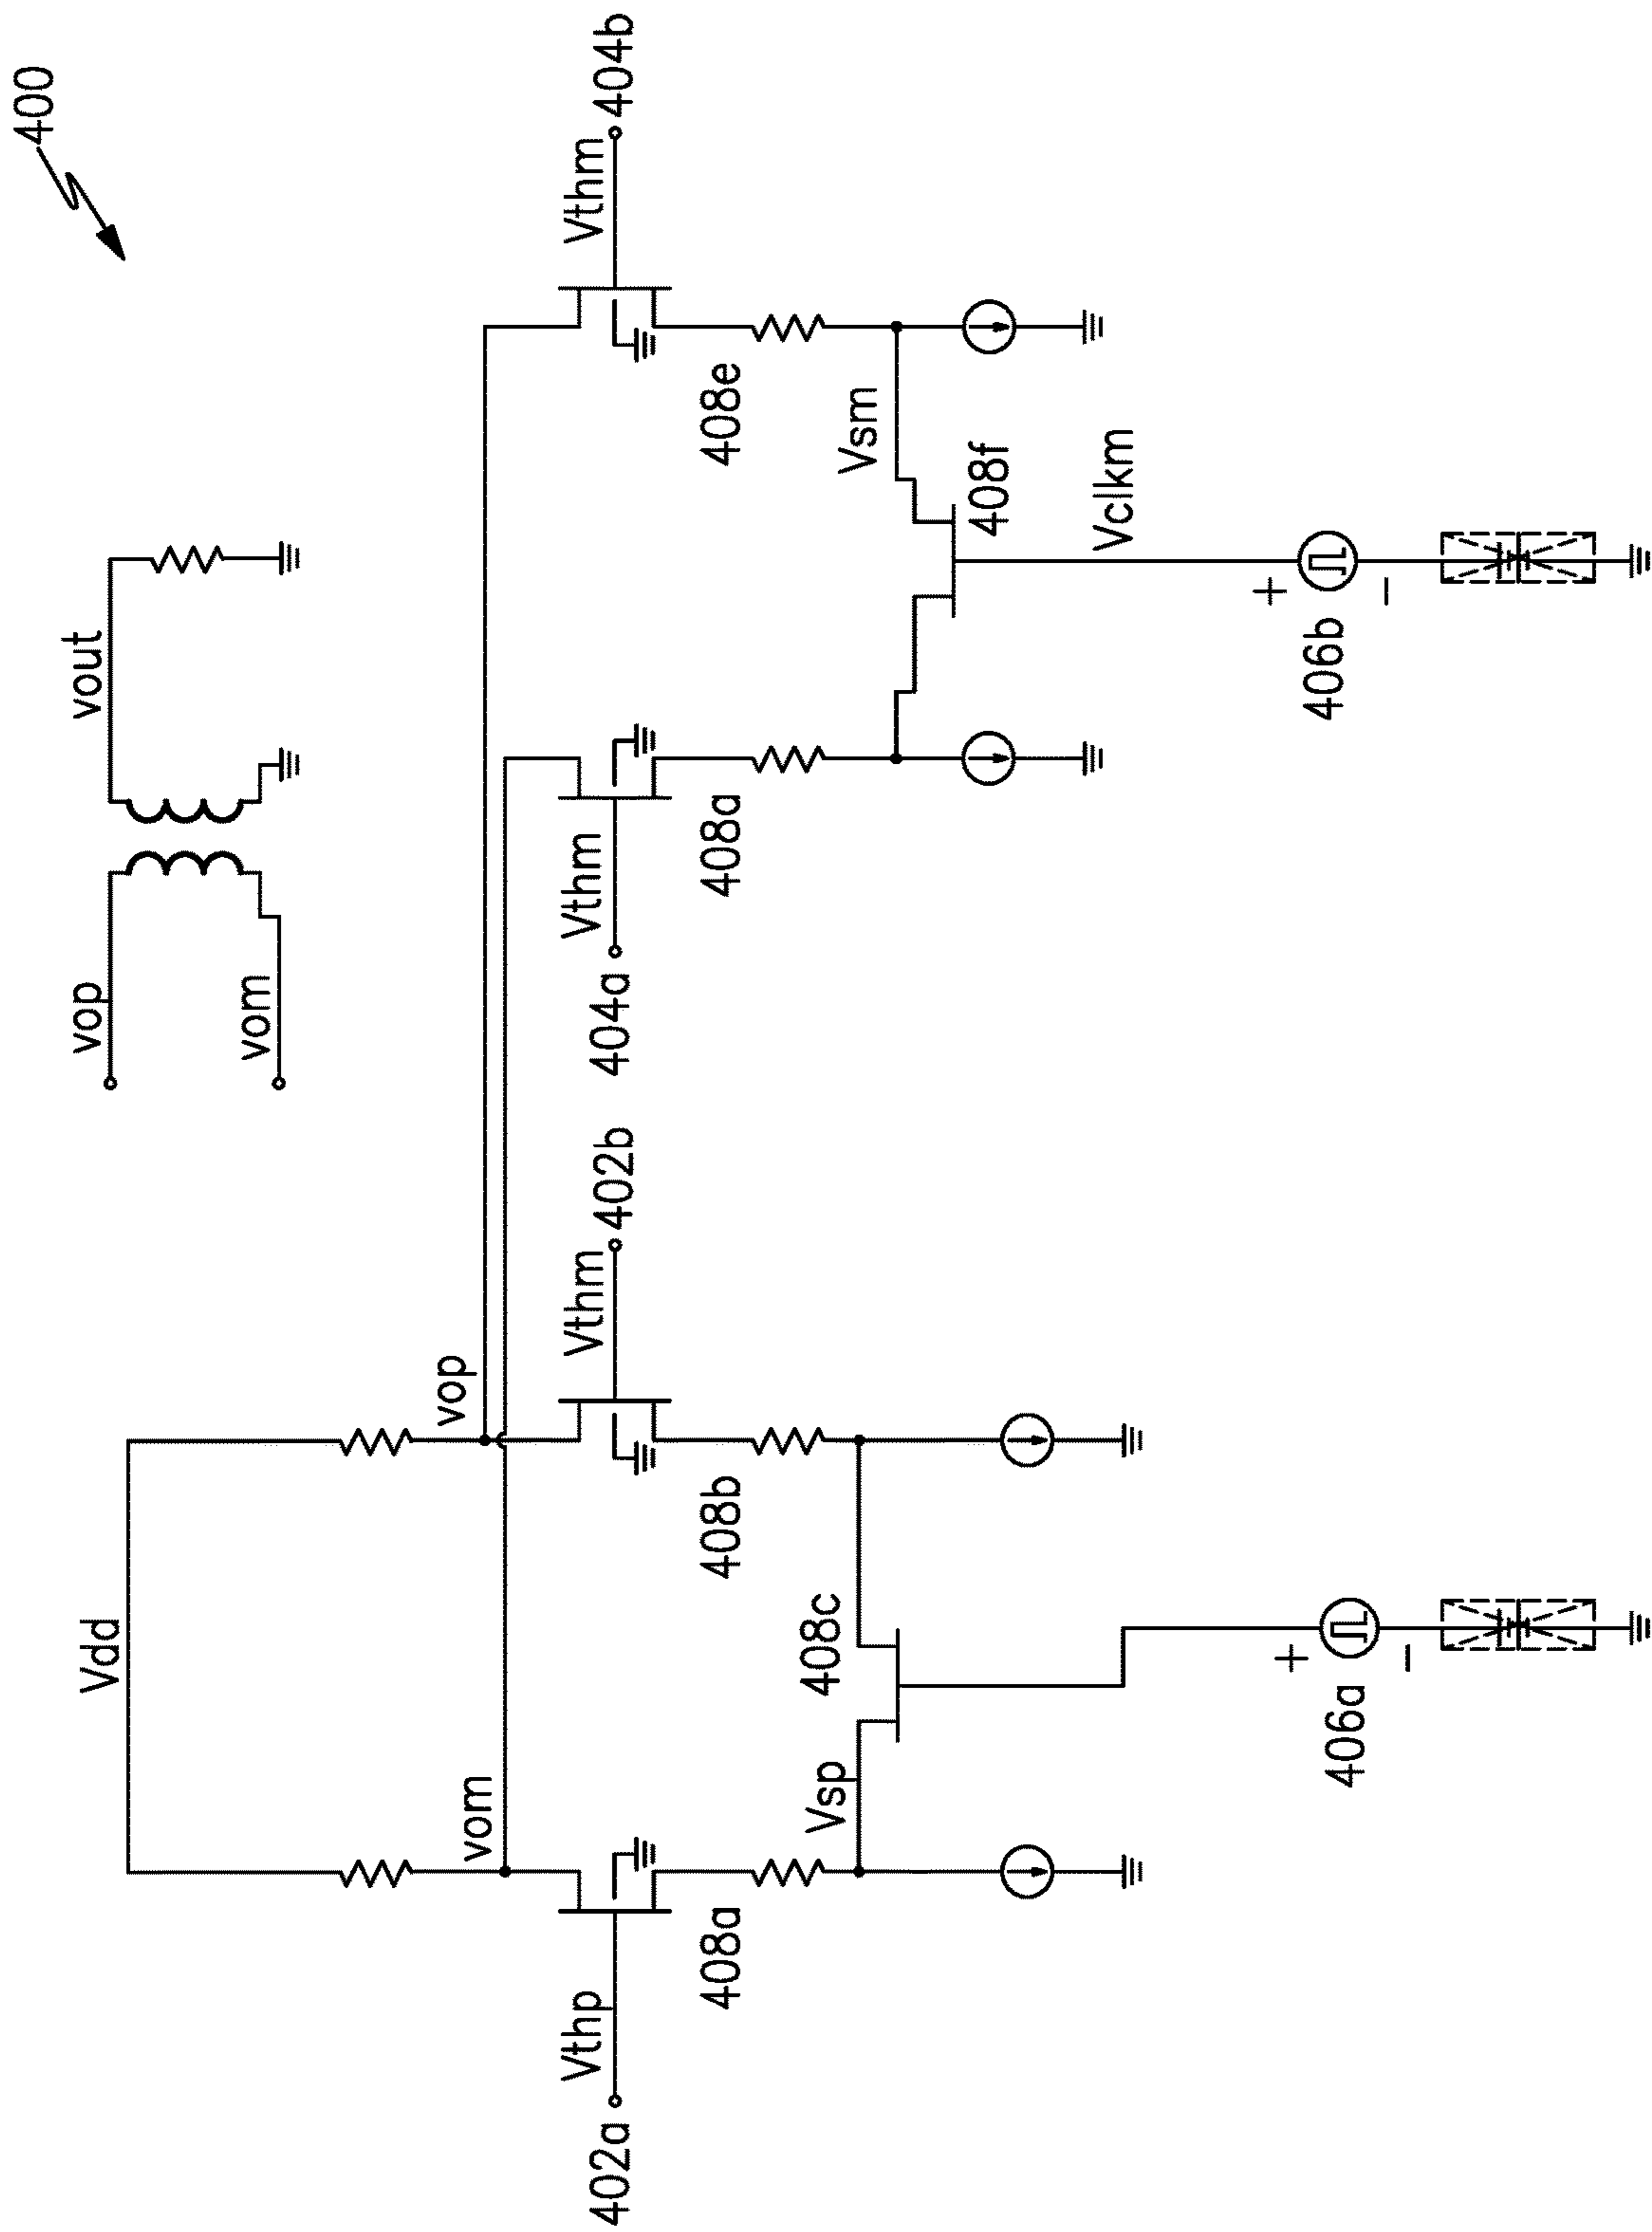 400
Vdd
vop
vout
vom
vom
vop
Vthp
Vthm
Vthm
Vthm
402a
402b
404a
404b
408a
408b
408a
408e
Vsp
408c
Vsm
408f
Vclkm
+
+
406a
406b
−
−